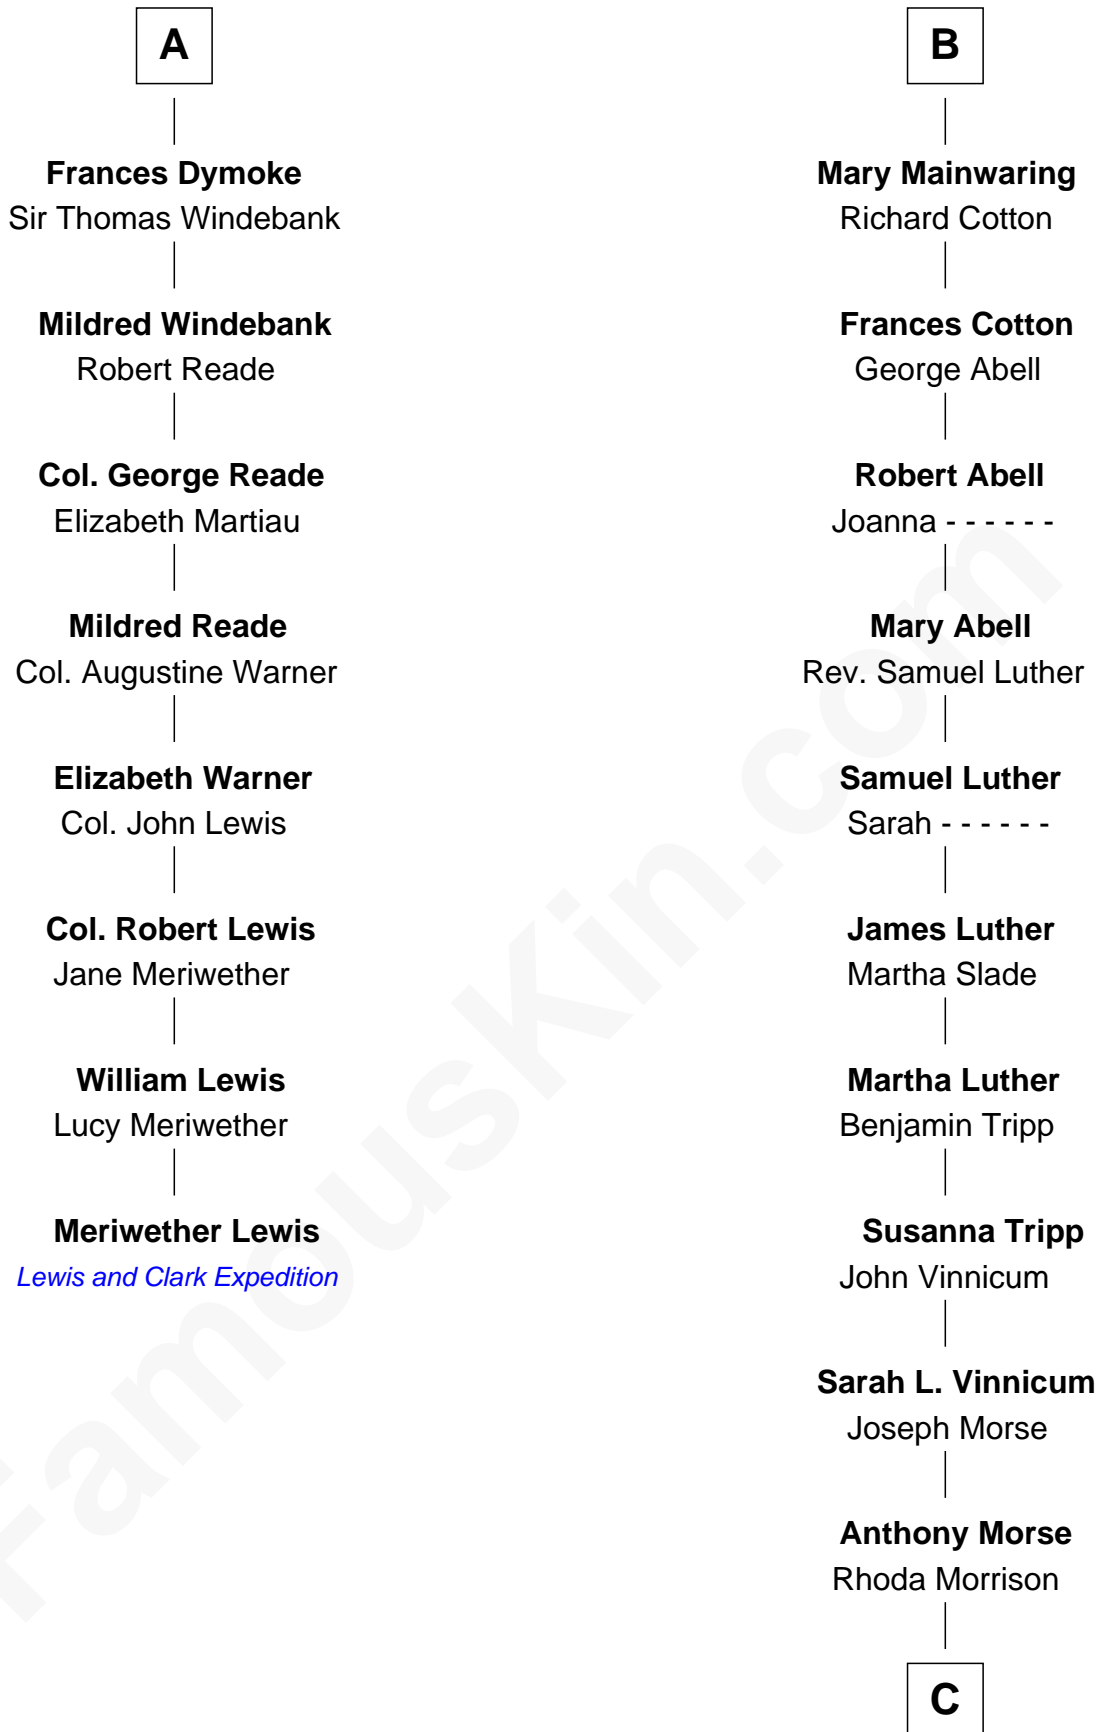 A
Frances Dymoke
Sir Thomas Windebank
Mildred Windebank
Robert Reade
Col. George Reade
Elizabeth Martiau
Mildred Reade
Col. Augustine Warner
Elizabeth Warner
Col. John Lewis
Col. Robert Lewis
Jane Meriwether
William Lewis
Lucy Meriwether
Meriwether Lewis
Lewis and Clark Expedition
B
Mary Mainwaring
Richard Cotton
Frances Cotton
George Abell
Robert Abell
Joanna - - - - - -
Mary Abell
Rev. Samuel Luther
Samuel Luther
Sarah - - - - - -
James Luther
Martha Slade
Martha Luther
Benjamin Tripp
Susanna Tripp
John Vinnicum
Sarah L. Vinnicum
Joseph Morse
Anthony Morse
Rhoda Morrison
C
FamousKin.com